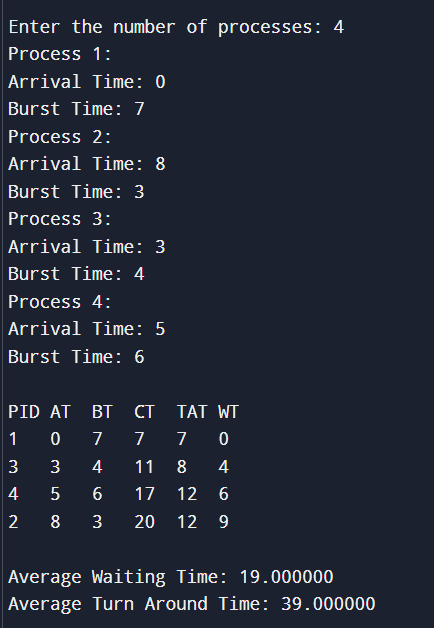 Enter the number of processes: 4
Process 1:
Arrival Time: 0
Burst Time: 7
Process 2:
Arrival Time: 8
Burst Time: 3
Process 3:
Arrival Time: 3
Burst Time: 4
Process 4:
Arrival Time: 5
Burst Time: 6

PID AT  BT  CT  TAT WT
1   0   7   7   7   0
3   3   4   11  8   4
4   5   6   17  12  6
2   8   3   20  12  9

Average Waiting Time: 19.000000
Average Turn Around Time: 39.000000